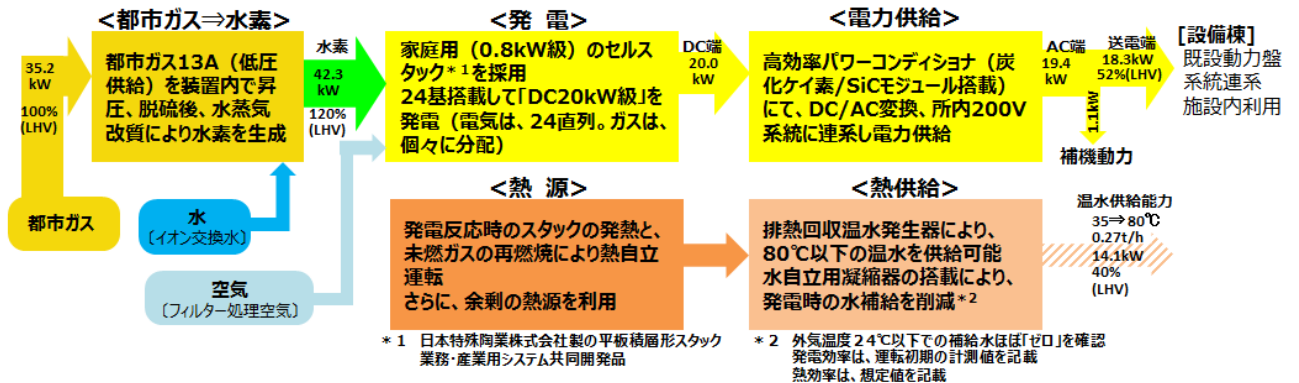 <都市ガス⇒水素>
35.2
kW
100%
(LHV)
都市ガス13A（低圧
供給）を装置内で昇
圧、脱硫後、水蒸気
改質により水素を生成
都市ガス
水
〔イオン交換水〕
空気
〔フィルター処理空気〕
水素
42.3
kW
120%
(LHV)
<発 電>
家庭用（0.8kW級）のセルス
タック*1を採用
24基搭載して「DC20kW級」を
発電（電気は、24直列。ガスは、
個々に分配）
DC端
20.0
kW
<電力供給>
高効率パワーコンディショナ（炭
化ケイ素/SiCモジュール搭載）
にて、DC/AC変換、所内200V
系統に連系し電力供給
AC端
19.4
kW
送電端
18.3kW
52%(LHV)
1.1kW
補機動力
[設備棟]
既設動力盤
系統連系
施設内利用
<熱 源>
発電反応時のスタックの発熱と、
未燃ガスの再燃焼により熱自立
運転
さらに、余剰の熱源を利用
<熱供給>
排熱回収温水発生器により、
80℃以下の温水を供給可能
水自立用凝縮器の搭載により、
発電時の水補給を削減*2
温水供給能力
35⇒80℃
0.27t/h
14.1kW
40%
(LHV)
*1 日本特殊陶業株式会社製の平板積層形スタック
業務・産業用システム共同開発品
*2 外気温度24℃以下での補給水ほぼ「ゼロ」を確認
発電効率は、運転初期の計測値を記載
熱効率は、想定値を記載